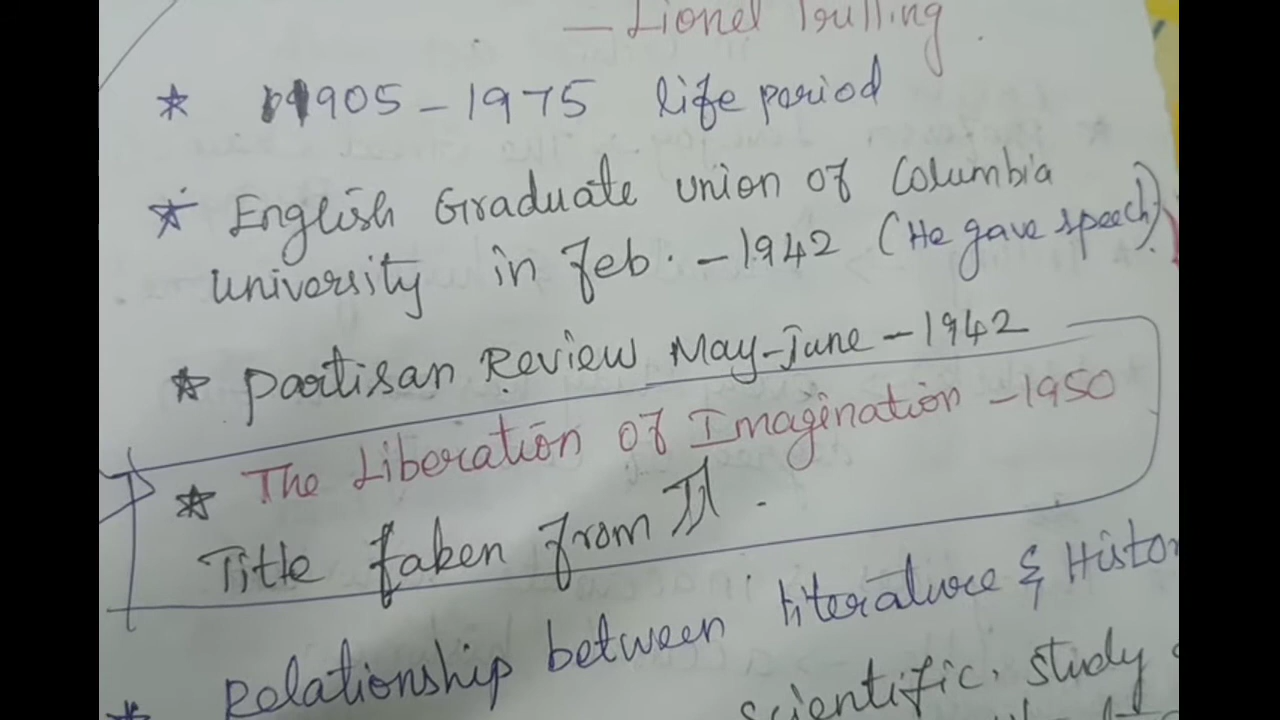 — Lionel Trilling.
* 1905 – 1975 life period
* English Graduate union of Columbia
university in Feb. – 1942 (He gave speech).
* Partisan Review May-June – 1942
* The Liberation of Imagination – 1950
Title taken from It.
* Relationship between Literature & Histor
scientific. study